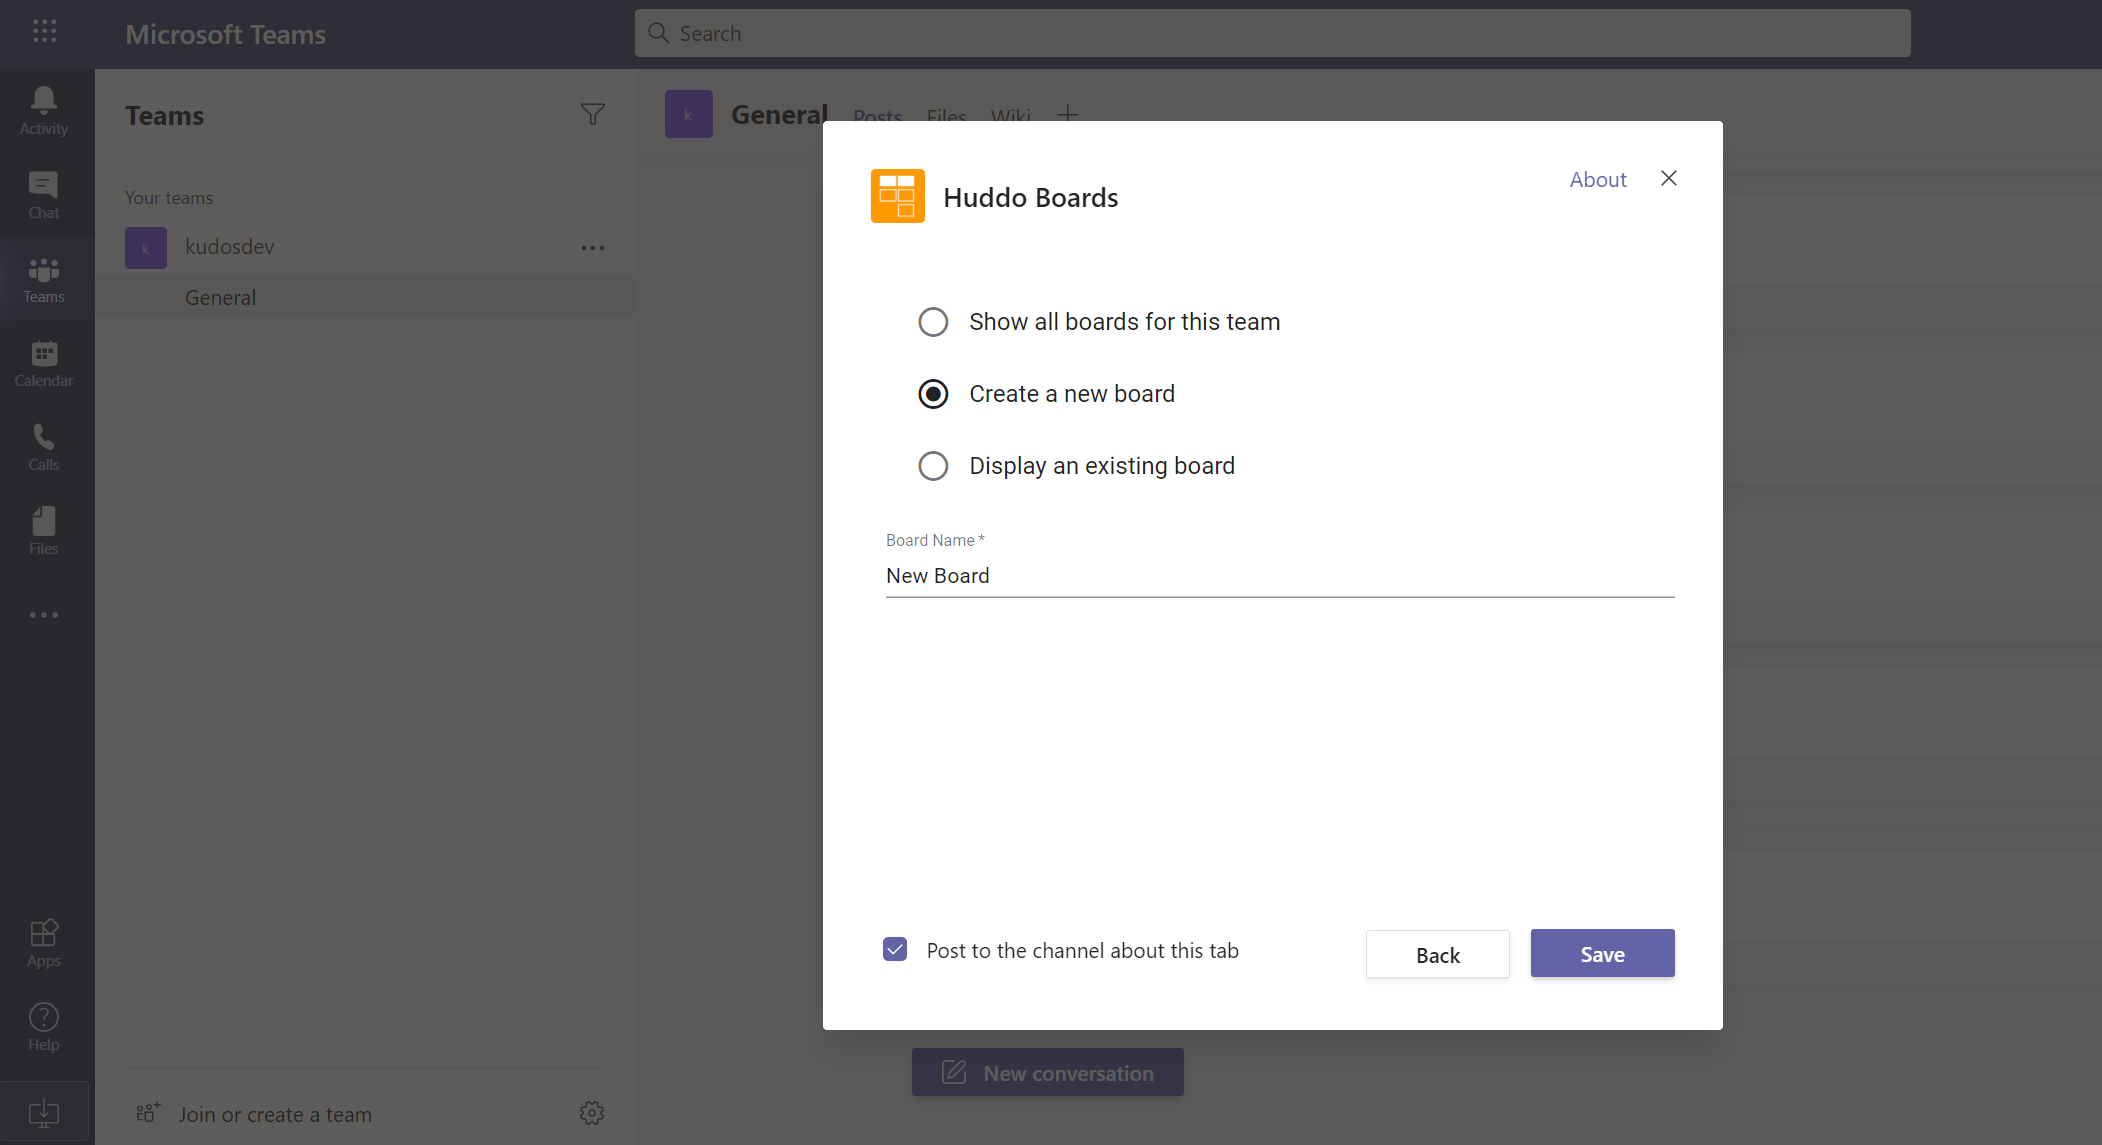 Microsoft Teams
Search
Activity
Chat
Teams
Calendar
Calls
Files
Apps
Help
Teams
Your teams
k
kudosdev
General
Join or create a team
k
General
Posts
Files
Wiki
Huddo Boards
About
Show all boards for this team
Create a new board
Display an existing board
Board Name *
New Board
Post to the channel about this tab
Back
Save
New conversation